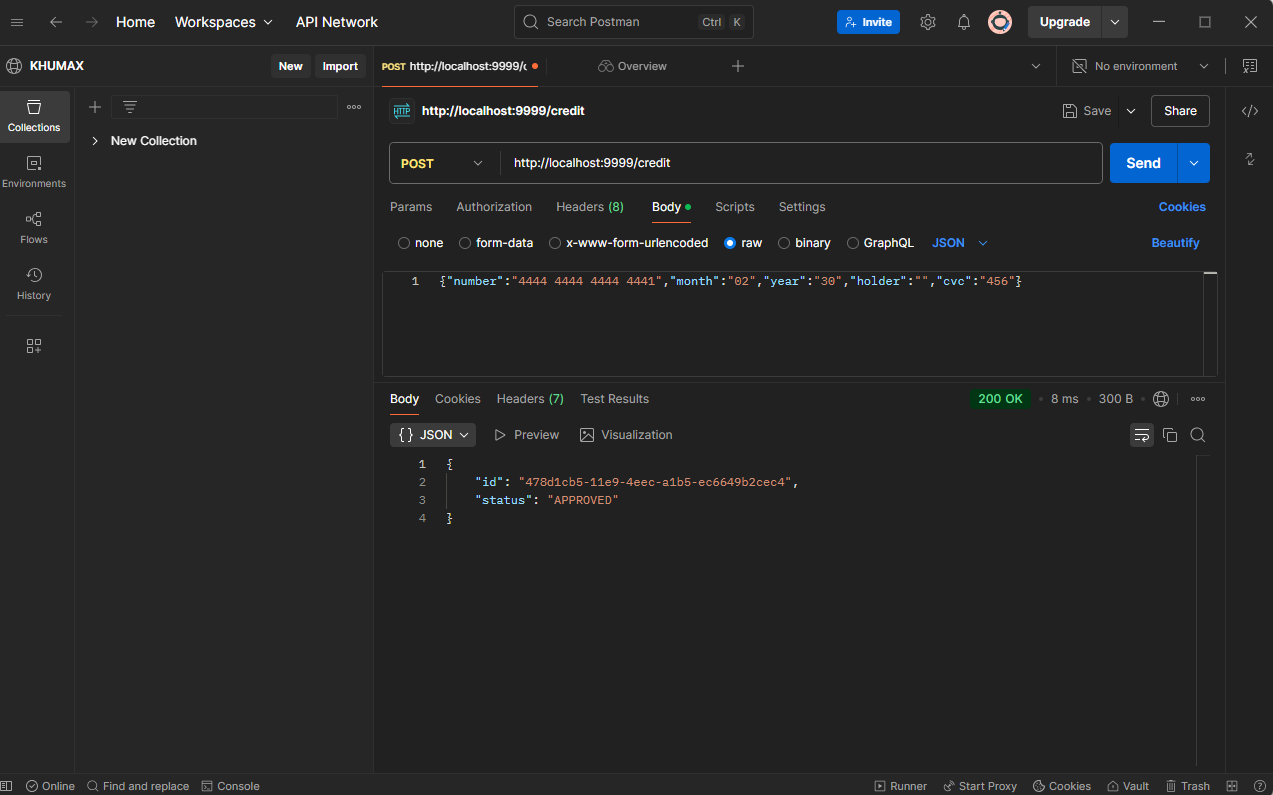 Home Workspaces API Network Search Postman Ctrl K Invite Upgrade
KHUMAX New Import POST http://localhost:9999/c Overview No environment
Collections
Environments
Flows
History
New Collection
HTTP http://localhost:9999/credit Save Share
POST http://localhost:9999/credit Send
Params Authorization Headers (8) Body Scripts Settings Cookies
none form-data x-www-form-urlencoded raw binary GraphQL JSON Beautify
1 {"number":"4444 4444 4444 4441","month":"02","year":"30","holder":"","cvc":"456"}
Body Cookies Headers (7) Test Results 200 OK 8 ms 300 B
{} JSON Preview Visualization
1 {
2 "id": "478d1cb5-11e9-4eec-a1b5-ec6649b2cec4",
3 "status": "APPROVED"
4 }
Online Find and replace Console Runner Start Proxy Cookies Vault Trash